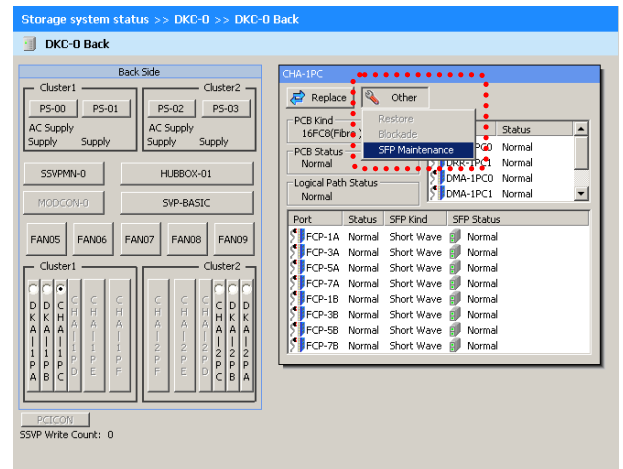 Storage system status >> DKC-0 >> DKC-0 Back
DKC-0 Back
Back Side
Cluster1
Cluster2
PS-00 PS-01 PS-02 PS-03
AC Supply AC Supply
Supply Supply Supply Supply
SSVPMN-0 HUBBOX-01
MODCON-0 SVP-BASIC
FAN05 FAN06 FAN07 FAN08 FAN09
Cluster1
Cluster2
DKA-1PA
DKA-1PB
CHA-1PC
CHA-1PD
CHA-1PE
CHA-1PF
CHA-2PF
CHA-2PE
CHA-2PD
CHA-2PC
DKA-2PB
DKA-2PA
PCICON
SSVP Write Count: 0
CHA-1PC
Replace Other
Restore
Blockade
SFP Maintenance
PCB Kind
16FC8(Fibre)
PCB Status
Normal
Logical Path Status
Normal
Status
PC0 Normal
DRR-1PC1 Normal
DMA-1PC0 Normal
DMA-1PC1 Normal
Port Status SFP Kind SFP Status
FCP-1A Normal Short Wave Normal
FCP-3A Normal Short Wave Normal
FCP-5A Normal Short Wave Normal
FCP-7A Normal Short Wave Normal
FCP-1B Normal Short Wave Normal
FCP-3B Normal Short Wave Normal
FCP-5B Normal Short Wave Normal
FCP-7B Normal Short Wave Normal